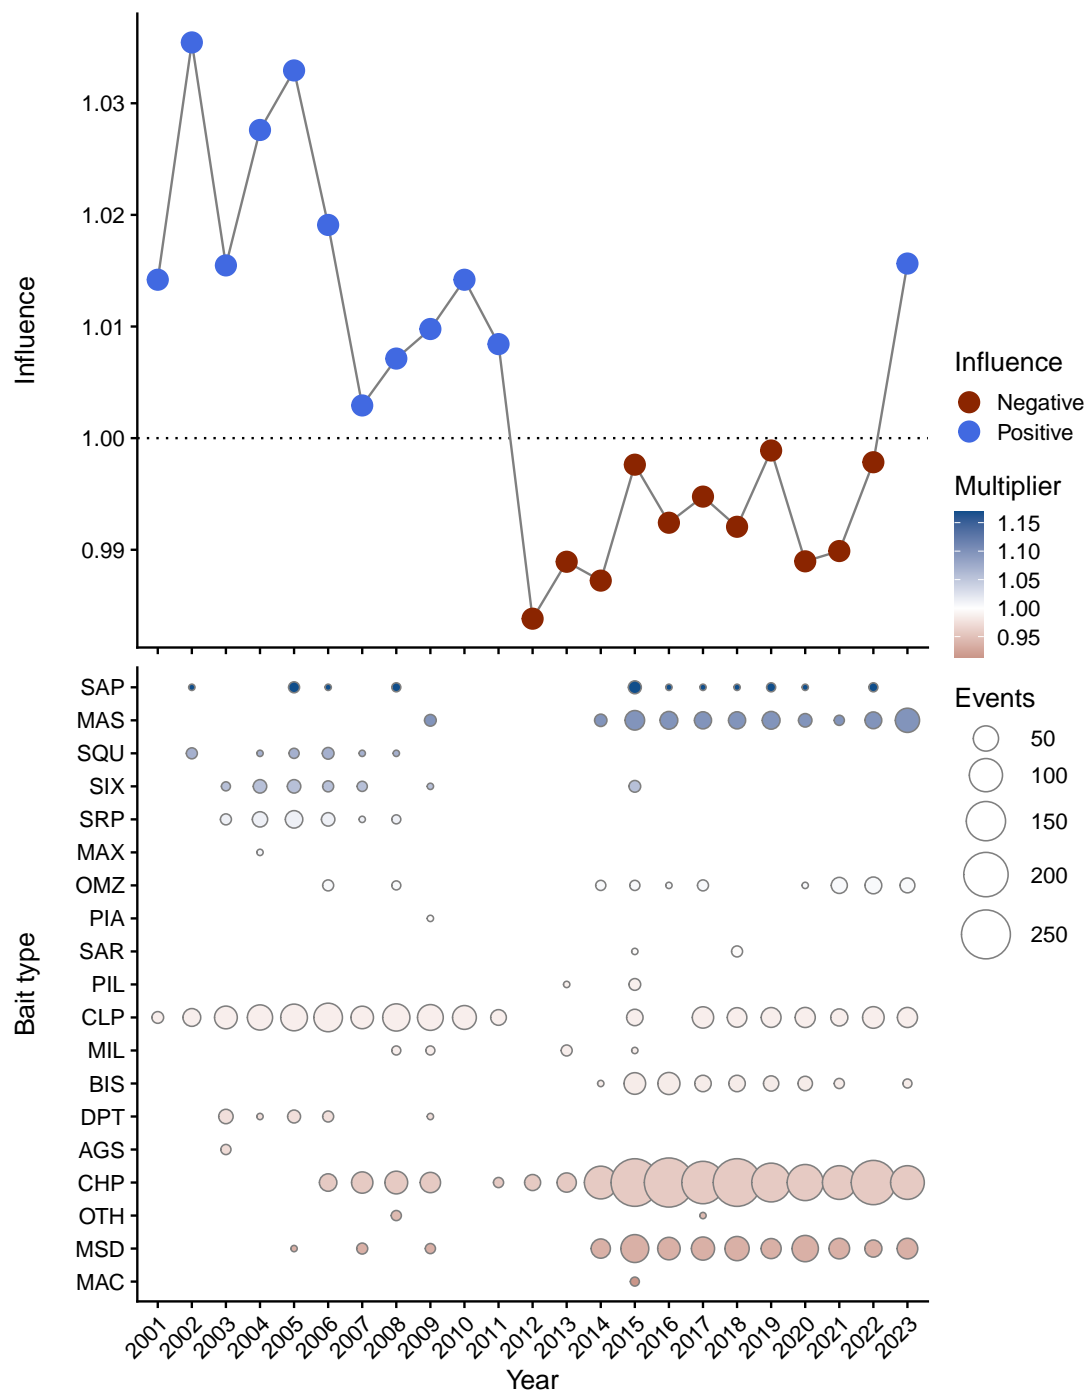 1.03
1.02
1.01
1.00
0.99
Influence
SAP
MAS
SQU
SIX
SRP
MAX
OMZ
PIA
SAR
PIL
CLP
MIL
BIS
DPT
AGS
CHP
OTH
MSD
MAC
Bait type
2001
2002
2003
2004
2005
2006
2007
2008
2009
2010
2011
2012
2013
2014
2015
2016
2017
2018
2019
2020
2021
2022
2023
Year
Influence
Negative
Positive
Multiplier
1.15
1.10
1.05
1.00
0.95
Events
50
100
150
200
250